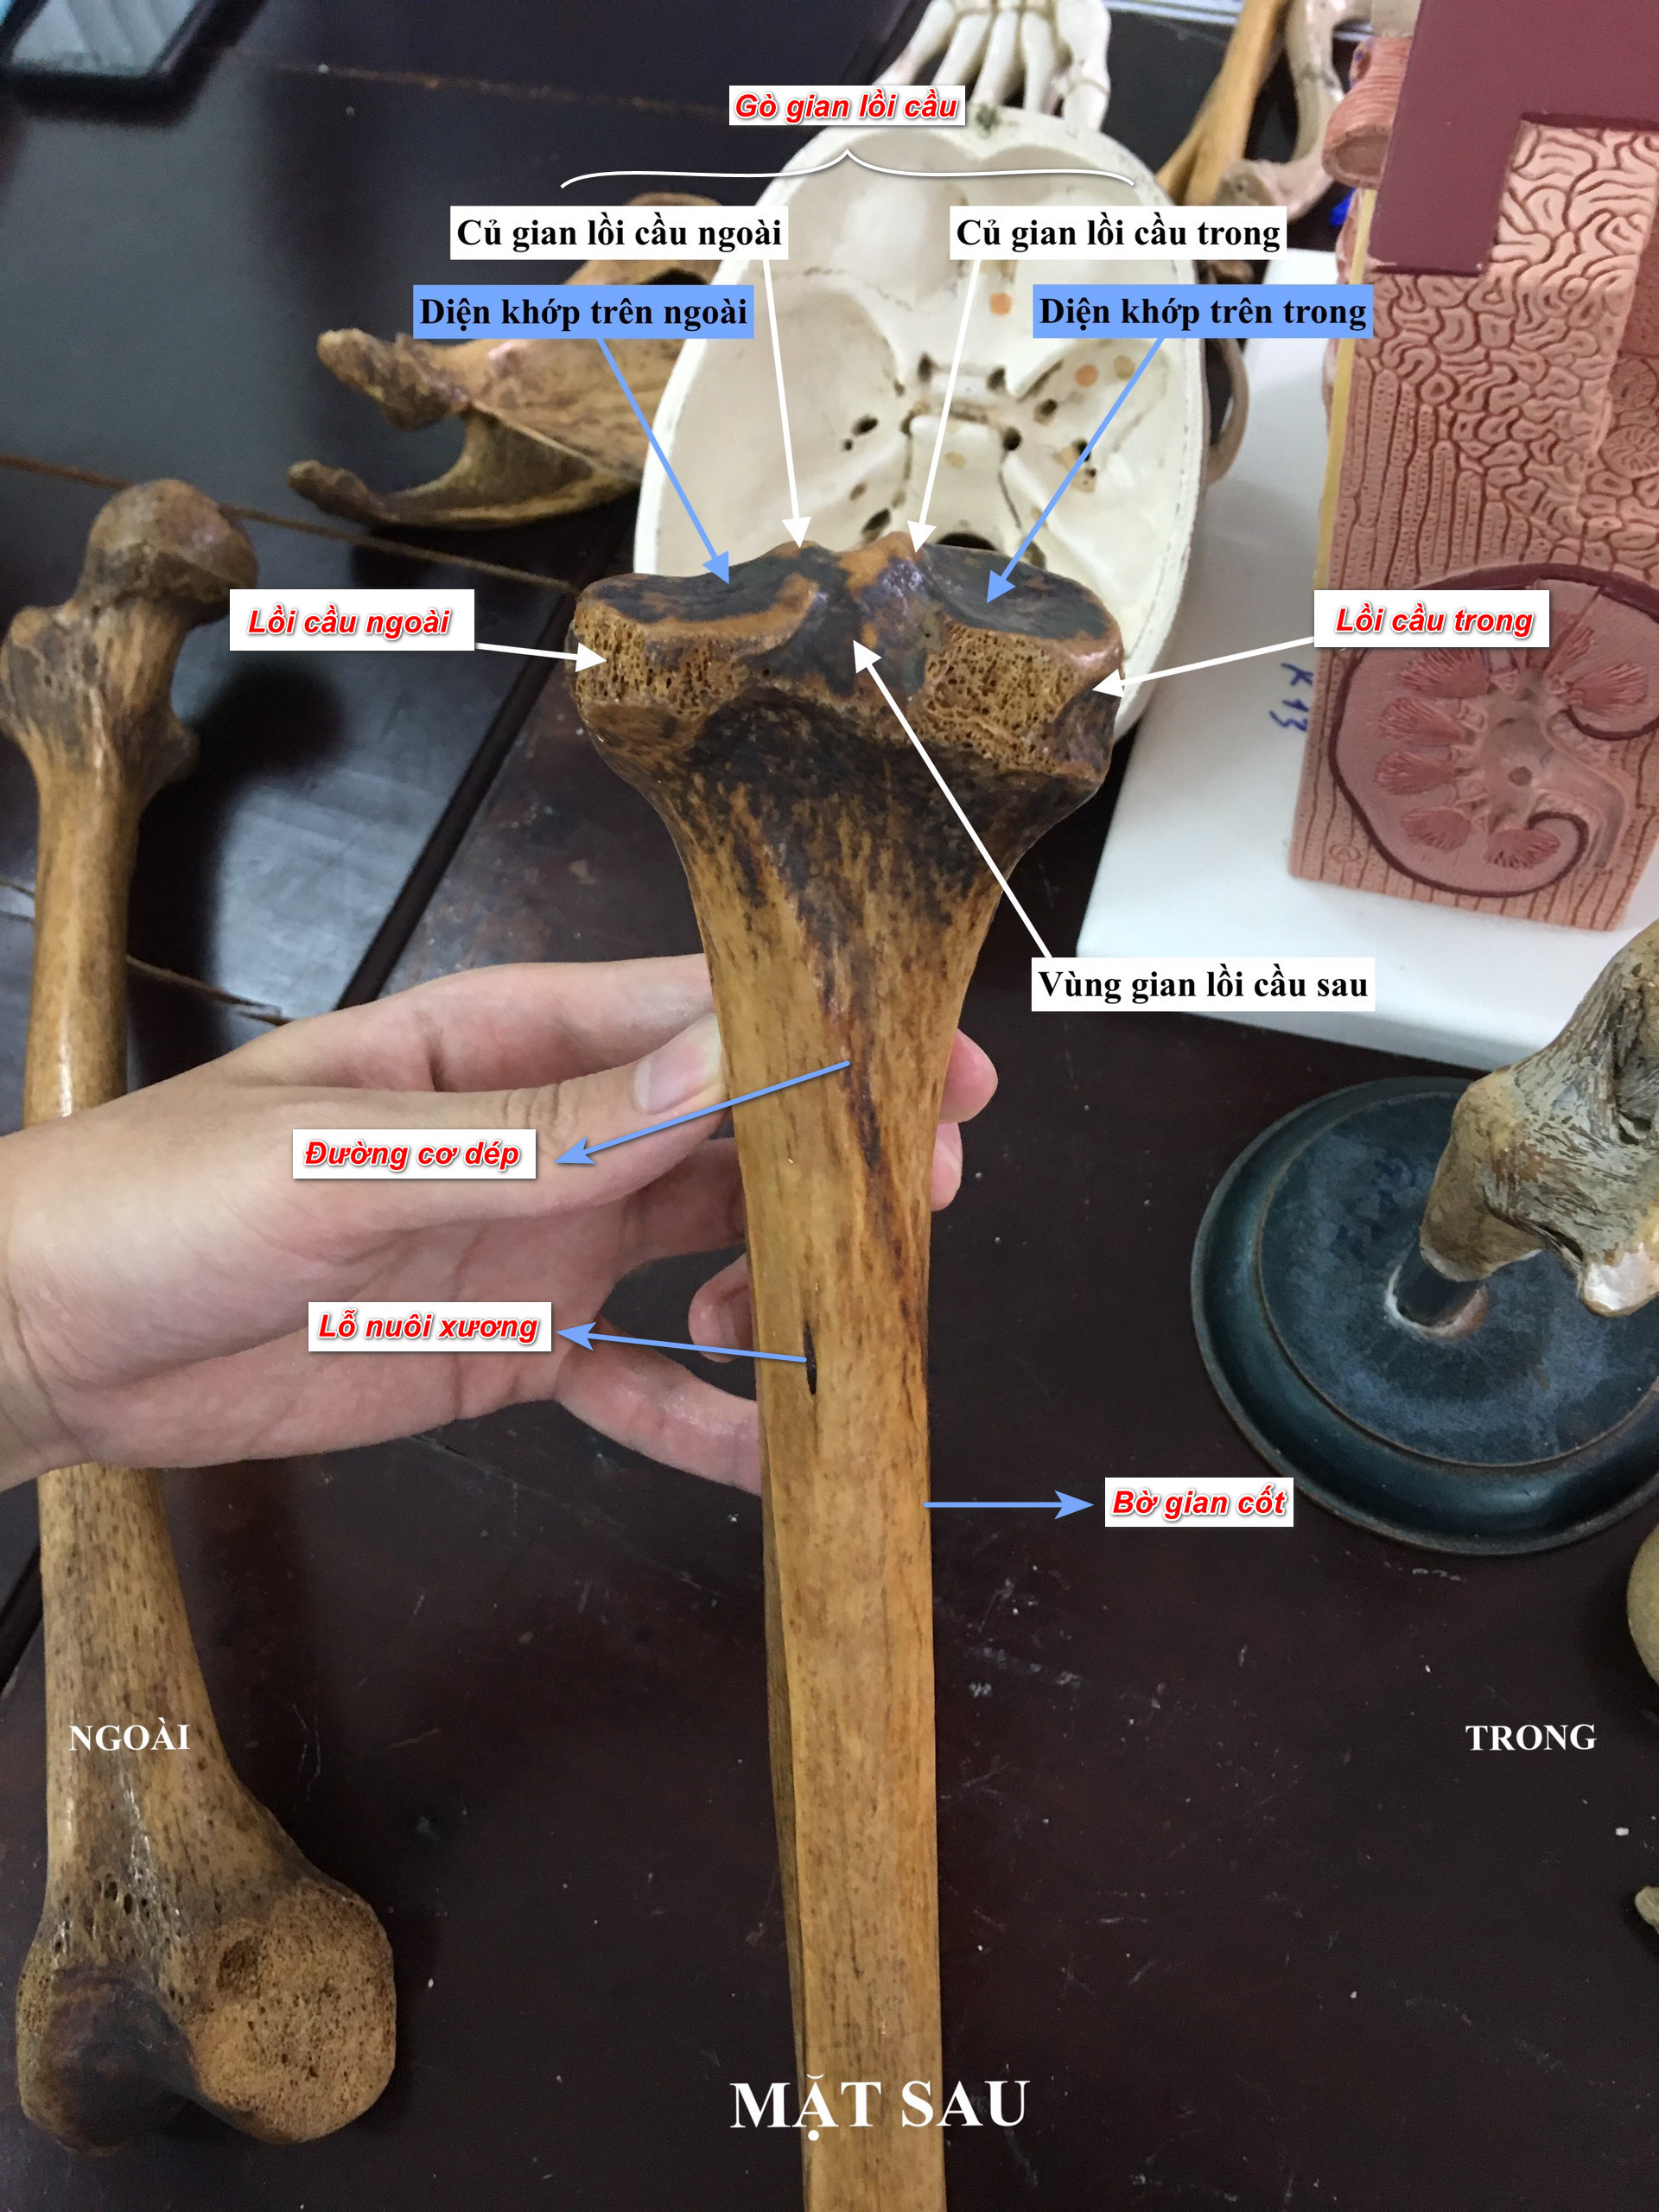 Gò gian lồi cầu
Củ gian lồi cầu ngoài
Củ gian lồi cầu trong
Diện khớp trên ngoài
Diện khớp trên trong
Lồi cầu ngoài
Lồi cầu trong
K 13
Vùng gian lồi cầu sau
Đường cơ dép
Lỗ nuôi xương
Bờ gian cốt
NGOÀI
TRONG
MẶT SAU